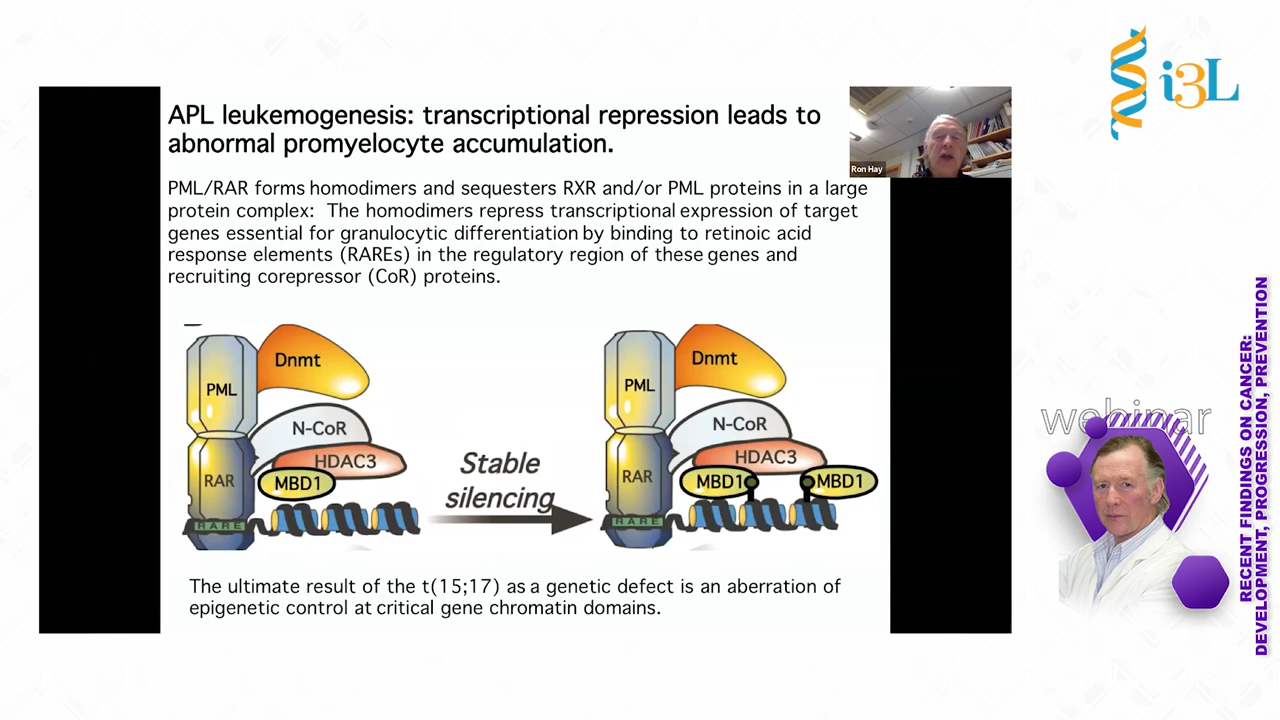 i3L
APL leukemogenesis: transcriptional repression leads to
abnormal promyelocyte accumulation.
Ron Hay
PML/RAR forms homodimers and sequesters RXR and/or PML proteins in a large
protein complex: The homodimers repress transcriptional expression of target
genes essential for granulocytic differentiation by binding to retinoic acid
response elements (RAREs) in the regulatory region of these genes and
recruiting corepressor (CoR) proteins.
Dnmt
PML
N-CoR
HDAC3
RAR
MBD1
RARE
Stable
silencing
Dnmt
PML
N-CoR
HDAC3
RAR
MBD1
MBD1
RARE
The ultimate result of the t(15;17) as a genetic defect is an aberration of
epigenetic control at critical gene chromatin domains.
webinar
RECENT FINDINGS ON CANCER:
DEVELOPMENT, PROGRESSION, PREVENTION